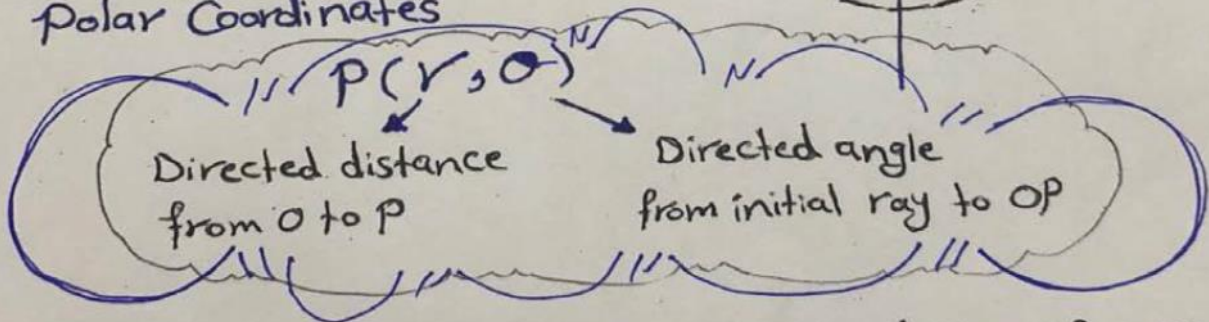 Polar Coordinates
P(r, θ)
Directed distance
from O to P
Directed angle
from initial ray to OP